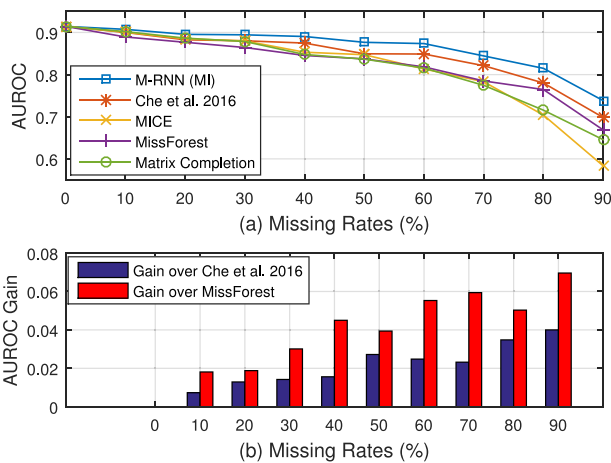 0.9
0.8
0.7
0.6
AUROC
M-RNN (MI)
Che et al. 2016
MICE
MissForest
Matrix Completion
0 10 20 30 40 50 60 70 80 90
(a) Missing Rates (%)
0.08
0.06
0.04
0.02
0
AUROC Gain
Gain over Che et al. 2016
Gain over MissForest
0 10 20 30 40 50 60 70 80 90
(b) Missing Rates (%)